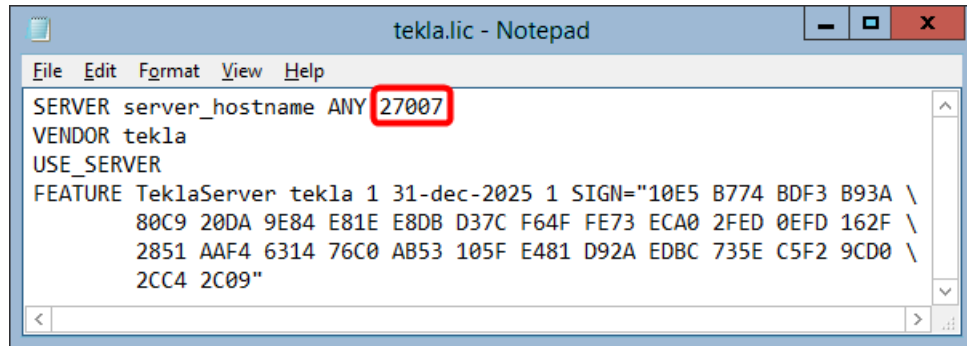 tekla.lic - Notepad
File Edit Format View Help
SERVER server_hostname ANY 27007
VENDOR tekla
USE_SERVER
FEATURE TeklaServer tekla 1 31-dec-2025 1 SIGN="10E5 B774 BDF3 B93A \
80C9 20DA 9E84 E81E E8DB D37C F64F FE73 ECA0 2FED 0EFD 162F \
2851 AAF4 6314 76C0 AB53 105F E481 D92A EDBC 735E C5F2 9CD0 \
2CC4 2C09"